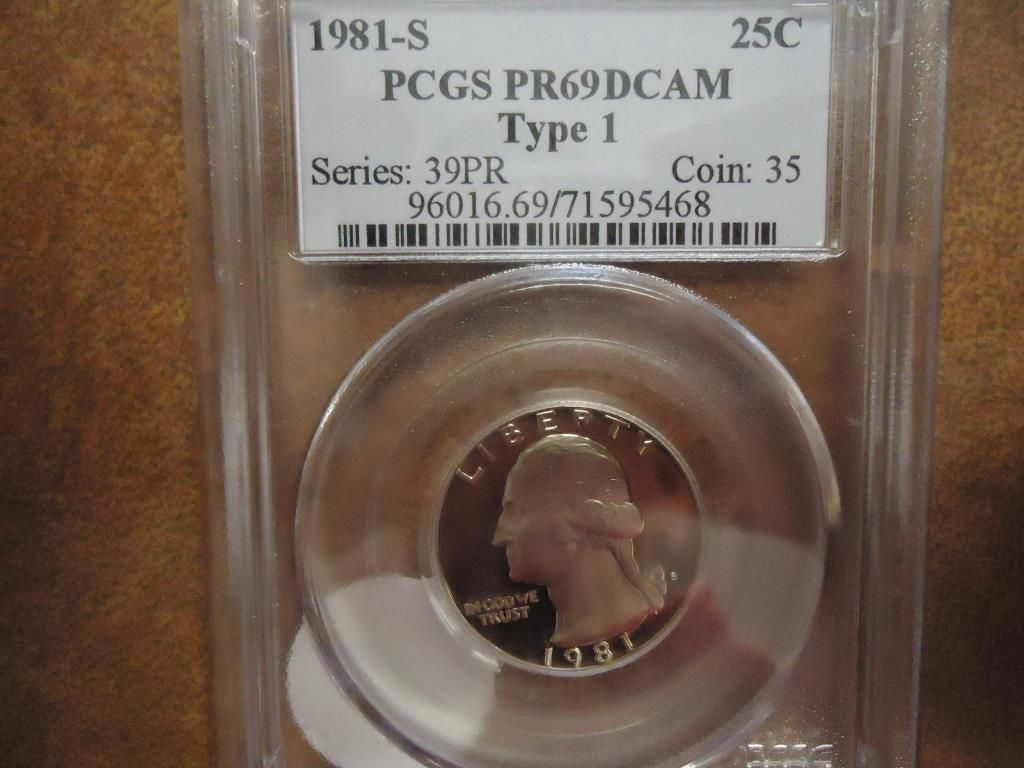 1981-S 25C
PCGS PR69DCAM
Type 1
Series: 39PR Coin: 35
96016.69/71595468
LIBERTY
IN GOD WE
TRUST
S
1981